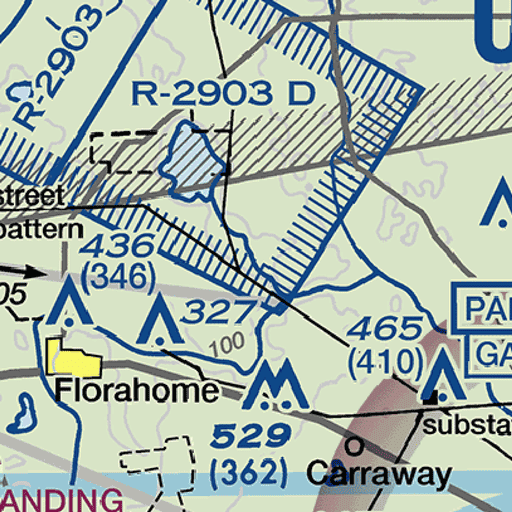 R-2903
R-2903 D
street
pattern
436
(346)
05
327
100
465
(410)
PA
GA
Florahome
529
(362)
substa
Carraway
ANDING